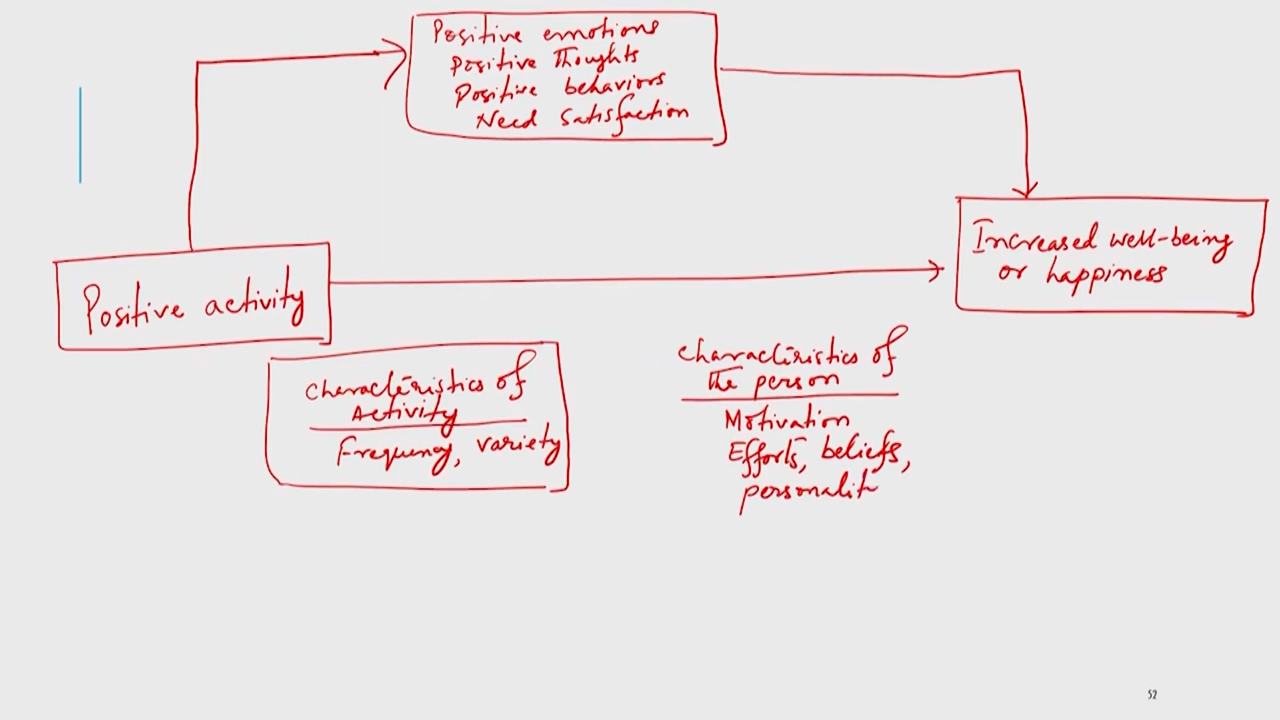 Positive emotions
Positive Thoughts
Positive behaviors
Need Satisfaction
Increased well-being
or happiness
Positive activity
Characteristics of
Activity
Frequency, variety
Characteristics of
The person
Motivation
Efforts, beliefs,
personalit
52